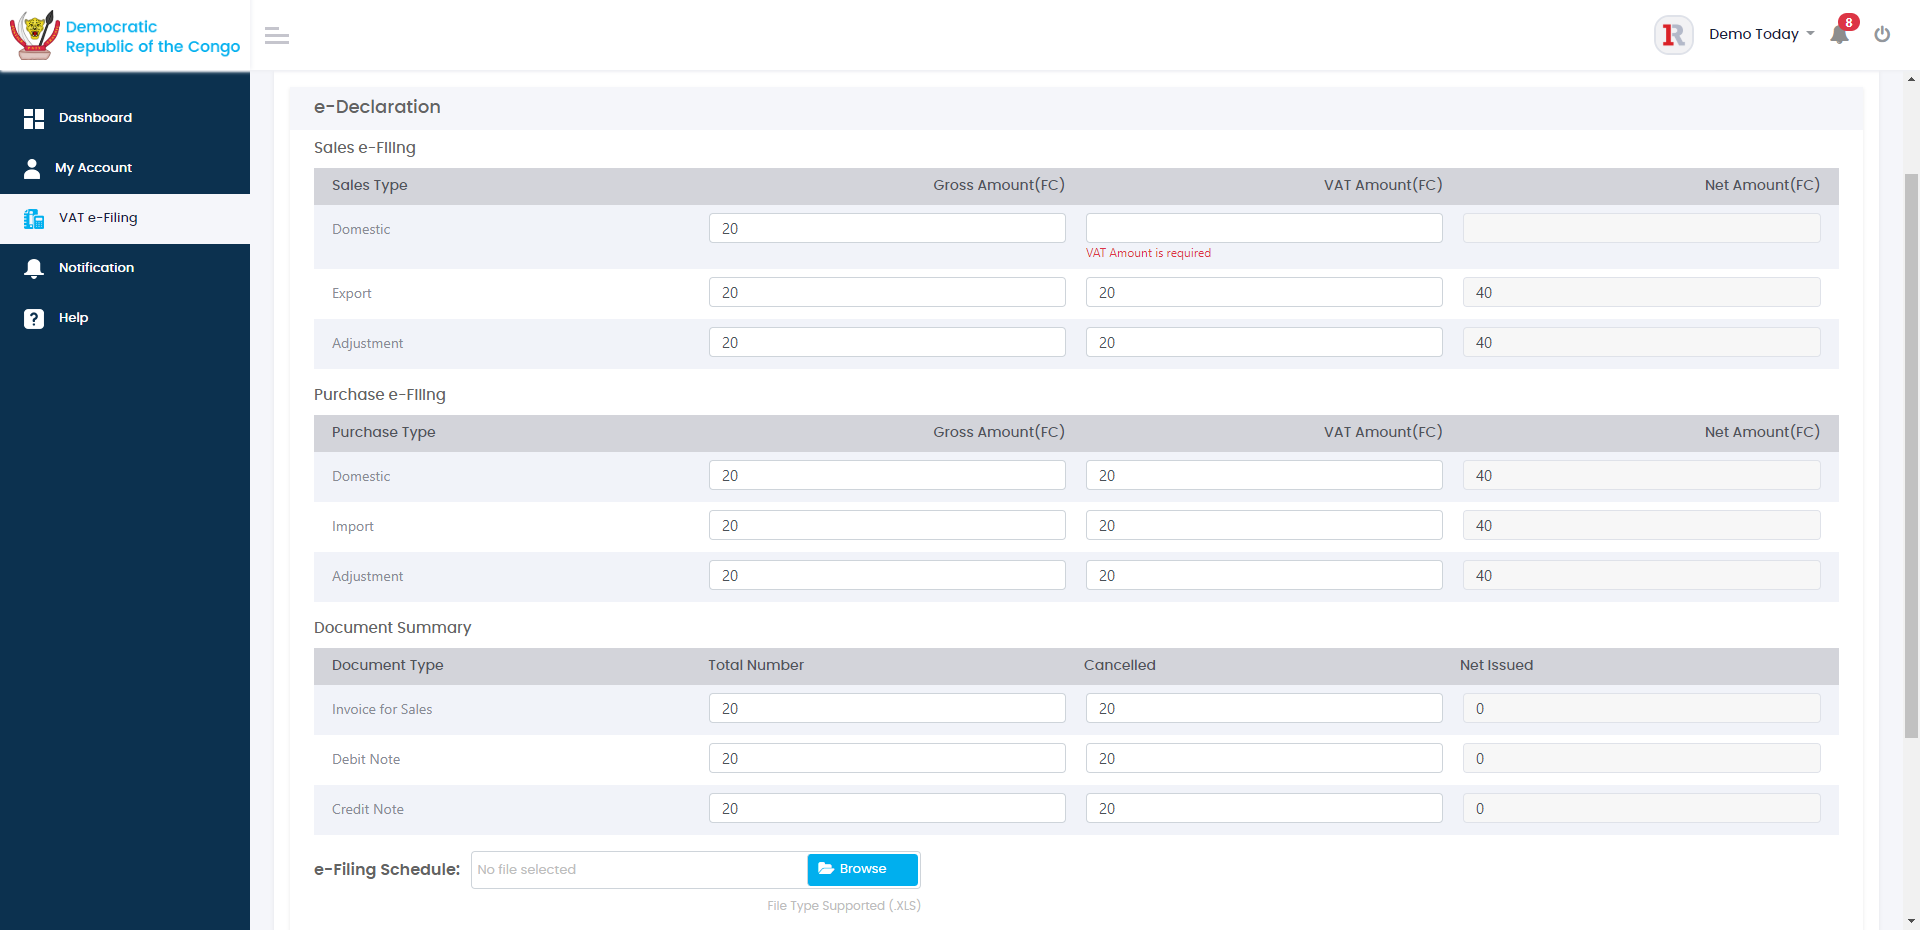 Democratic
Republic of the Congo
1R
Demo Today
8
Dashboard
My Account
VAT e-Filing
Notification
Help
e-Declaration
Sales e-Filing
Sales Type Gross Amount(FC) VAT Amount(FC) Net Amount(FC)
Domestic 20
VAT Amount is required
Export 20 20 40
Adjustment 20 20 40
Purchase e-Filing
Purchase Type Gross Amount(FC) VAT Amount(FC) Net Amount(FC)
Domestic 20 20 40
Import 20 20 40
Adjustment 20 20 40
Document Summary
Document Type Total Number Cancelled Net Issued
Invoice for Sales 20 20 0
Debit Note 20 20 0
Credit Note 20 20 0
e-Filing Schedule: No file selected Browse
File Type Supported (.XLS)